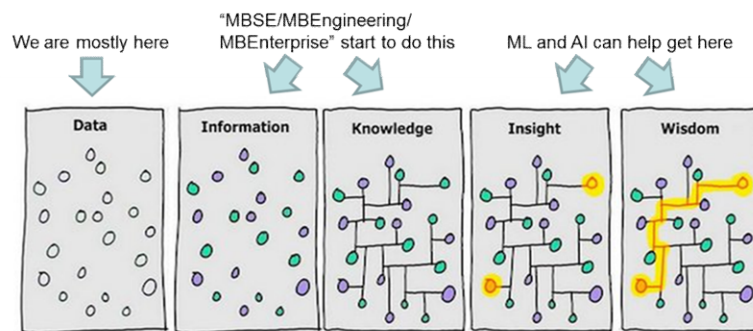 “MBSE/MBEngineering/
MBEnterprise” start to do this
We are mostly here
ML and AI can help get here
Data
Information
Knowledge
Insight
Wisdom